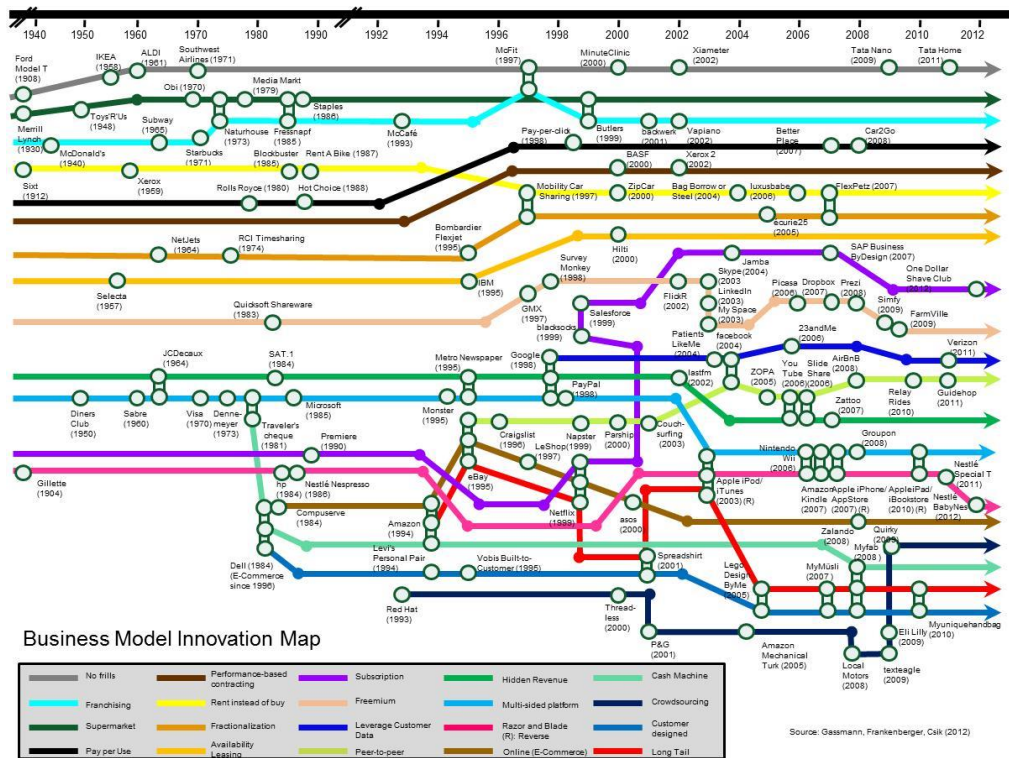 1940 1950 1960 1970 1980 1990 1992 1994 1996 1998 2000 2002 2004 2006 2008 2010 2012
Ford
Model T
(1908)
IKEA
(1958)
ALDI
(1961)
Southwest
Airlines (1971)
McFit
(1997)
MinuteClinic
(2000)
Xiameter
(2002)
Tata Nano
(2009)
Tata Home
(2011)
Obi (1970)
Media Markt
(1979)
Toys'R'Us
(1948)
Staples
(1986)
Merrill
Lynch
(1930)
McDonald's
(1940)
Subway
(1965)
Starbucks
(1971)
Naturhouse
(1973)
Fressnapf
(1985)
McCafé
(1993)
Pay-per-click
(1998)
Butlers
(1999)
backwerk
(2001)
Vapiano
(2002)
Better
Place
(2007)
Car2Go
(2008)
Sixt
(1912)
Xerox
(1959)
Blockbuster
(1985)
Rent A Bike (1987)
Rolls Royce (1980)
Hot Choice (1988)
BASF
(2000)
Xerox 2
(2002)
Mobility Car
Sharing (1997)
ZipCar
(2000)
Bag Borrow or
Steel (2004)
luxusbabe
(2006)
FlexPetz (2007)
NetJets
(1964)
RCI Timesharing
(1974)
Bombardier
Flexjet
(1995)
ecurie25
(2005)
Hilti
(2000)
Selecta
(1957)
IBM
(1995)
Survey
Monkey
(1998)
Jamba
(2004)
SAP Business
ByDesign (2007)
One Dollar
Shave Club
(2012)
Quicksoft Shareware
(1983)
GMX
(1997)
Salesforce
(1999)
blacksocks
(1999)
FlickR
(2002)
Skype
(2003
LinkedIn
(2003)
My Space
(2003)
Picasa
(2006)
Dropbox
(2007)
Prezi
(2008)
Simfy
(2009)
FarmVille
(2009)
Patients
LikeMe
(2004)
facebook
(2004)
23andMe
(2006)
Verizon
(2011)
JCDecaux
(1964)
SAT.1
(1984)
Metro Newspaper
(1995)
Google
(1998)
lastfm
(2002)
ZOPA
(2005)
You
Tube
(2006)
Slide
Share
(2006)
AirBnB
(2008)
Relay
Rides
(2010)
Guidehop
(2011)
Zattoo
(2007)
Diners
Club
(1950)
Sabre
(1960)
Visa
(1970)
Denne-
meyer
(1973)
Traveler's
cheque
(1981)
Microsoft
(1985)
Monster
(1995)
PayPal
(1998
Craigslist
(1996)
LeShop
(1997)
Napster
(1999)
Parship
(2000)
Couch-
surfing
(2003)
Nintendo
Wii
(2006)
Groupon
(2008)
Gillette
(1904)
Premiere
(1990)
hp
(1984)
Nestlé Nespresso
(1986)
Compuserve
(1984)
eBay
(1995)
Netflix
(1999)
asos
(2000)
Apple iPod/
iTunes
(2003) (R)
Amazon
Kindle
(2007)
Apple iPhone/
AppStore
(2007) (R)
AppleiPad/
iBookstore
(2010) (R)
Nestlé
Special T
(2011)
Nestlé
BabyNes
(2012)
Amazon
(1994)
Dell (1984)
(E-Commerce
since 1996)
Levi's
Personal Pair
(1994)
Vobis Built-to-
Customer (1995)
Spreadshirt
(2001)
Lego
Design
ByMe
(2005)
Zalando
(2008)
Myfab
(2008)
Quirky
(2009)
MyMüsli
(2007)
Red Hat
(1993)
Thread-
less
(2000)
P&G
(2001)
Amazon
Mechanical
Turk (2005)
Local
Motors
(2008)
Eli Lilly
(2009)
texteagle
(2009)
Myuniquehandbag
(2010)
Business Model Innovation Map
No frills
Performance-based
contracting
Subscription
Hidden Revenue
Cash Machine
Franchising
Rent instead of buy
Freemium
Multi-sided platform
Crowdsourcing
Supermarket
Fractionalization
Leverage Customer
Data
Razor and Blade
(R): Reverse
Customer
designed
Pay per Use
Availability
Leasing
Peer-to-peer
Online (E-Commerce)
Long Tail
Source: Gassmann, Frankenberger, Csik (2012)